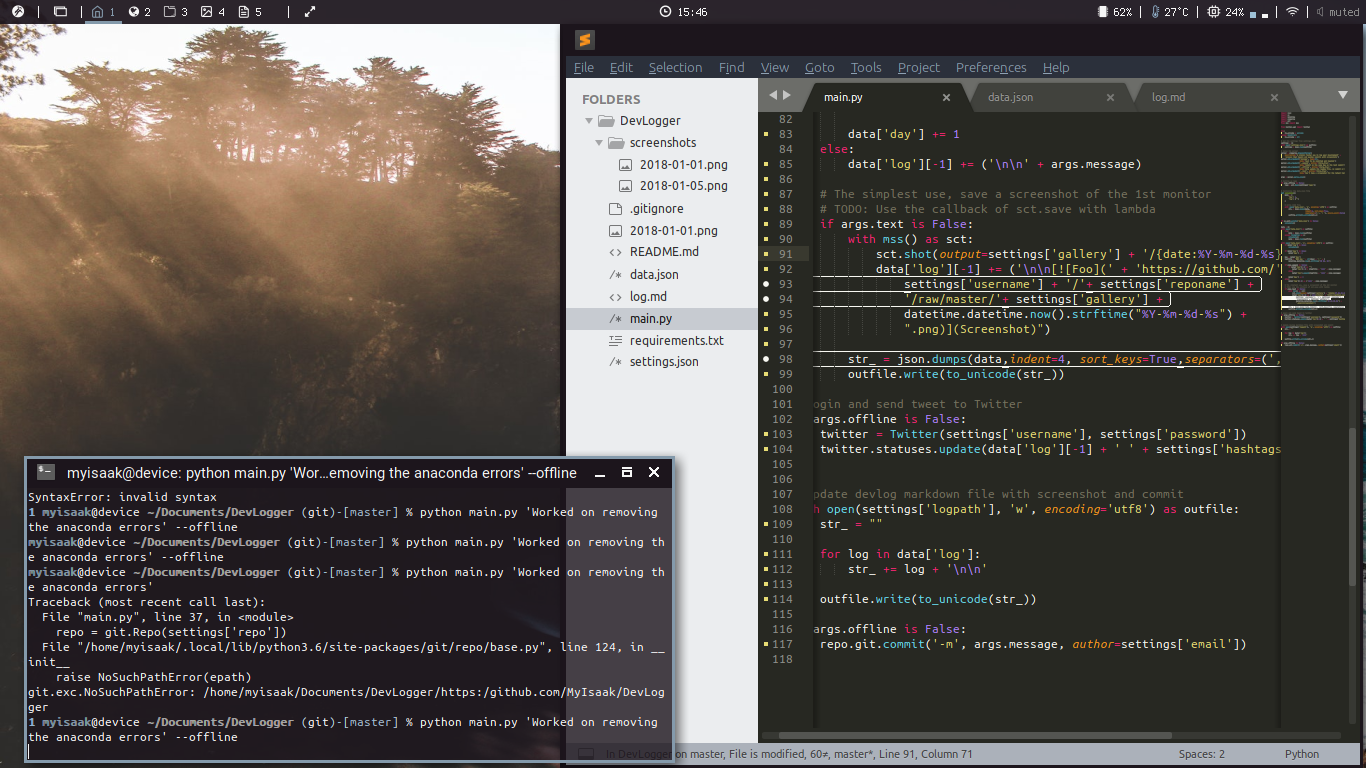 1
2
3
4
5
15:46
62%
27°C
24%
muted
File Edit Selection Find View Goto Tools Project Preferences Help
FOLDERS
DevLogger
screenshots
2018-01-01.png
2018-01-05.png
.gitignore
2018-01-01.png
<> README.md
/* data.json
<> log.md
/* main.py
requirements.txt
/* settings.json
main.py × data.json × log.md ×
82
83 data['day'] += 1
84 else:
85 data['log'][-1] += ('\n\n' + args.message)
86
87 # The simplest use, save a screenshot of the 1st monitor
88 # TODO: Use the callback of sct.save with lambda
89 if args.text is False:
90 with mss() as sct:
91 sct.shot(output=settings['gallery'] + '/{date:%Y-%m-%d-%s}
92 data['log'][-1] += ('\n\n[![Foo](' + 'https://github.com/'
93 settings['username'] + '/'+ settings['reponame'] +
94 '/raw/master/'+ settings['gallery'] +
95 datetime.datetime.now().strftime("%Y-%m-%d-%s") +
96 ".png)](Screenshot)")
97
98 str_ = json.dumps(data,indent=4, sort_keys=True,separators=(',
99 outfile.write(to_unicode(str_))
100
101 ogin and send tweet to Twitter
102 args.offline is False:
103 twitter = Twitter(settings['username'], settings['password'])
104 twitter.statuses.update(data['log'][-1] + ' ' + settings['hashtags
105
106
107 pdate devlog markdown file with screenshot and commit
108 h open(settings['logpath'], 'w', encoding='utf8') as outfile:
109 str_ = ""
110
111 for log in data['log']:
112 str_ += log + '\n\n'
113
114 outfile.write(to_unicode(str_))
115
116 args.offline is False:
117 repo.git.commit('-m', args.message, author=settings['email'])
118
In DevLogger on master, File is modified, 60≠, master*, Line 91, Column 71 Spaces: 2 Python
myisaak@device: python main.py 'Wor...emoving the anaconda errors' --offline
SyntaxError: invalid syntax
1 myisaak@device ~/Documents/DevLogger (git)-[master] % python main.py 'Worked on removing
the anaconda errors' --offline
myisaak@device ~/Documents/DevLogger (git)-[master] % python main.py 'Worked on removing th
e anaconda errors' --offline
myisaak@device ~/Documents/DevLogger (git)-[master] % python main.py 'Worked on removing th
e anaconda errors'
Traceback (most recent call last):
File "main.py", line 37, in <module>
repo = git.Repo(settings['repo'])
File "/home/myisaak/.local/lib/python3.6/site-packages/git/repo/base.py", line 124, in __
init__
raise NoSuchPathError(epath)
git.exc.NoSuchPathError: /home/myisaak/Documents/DevLogger/https:/github.com/MyIsaak/DevLog
ger
1 myisaak@device ~/Documents/DevLogger (git)-[master] % python main.py 'Worked on removing
the anaconda errors' --offline